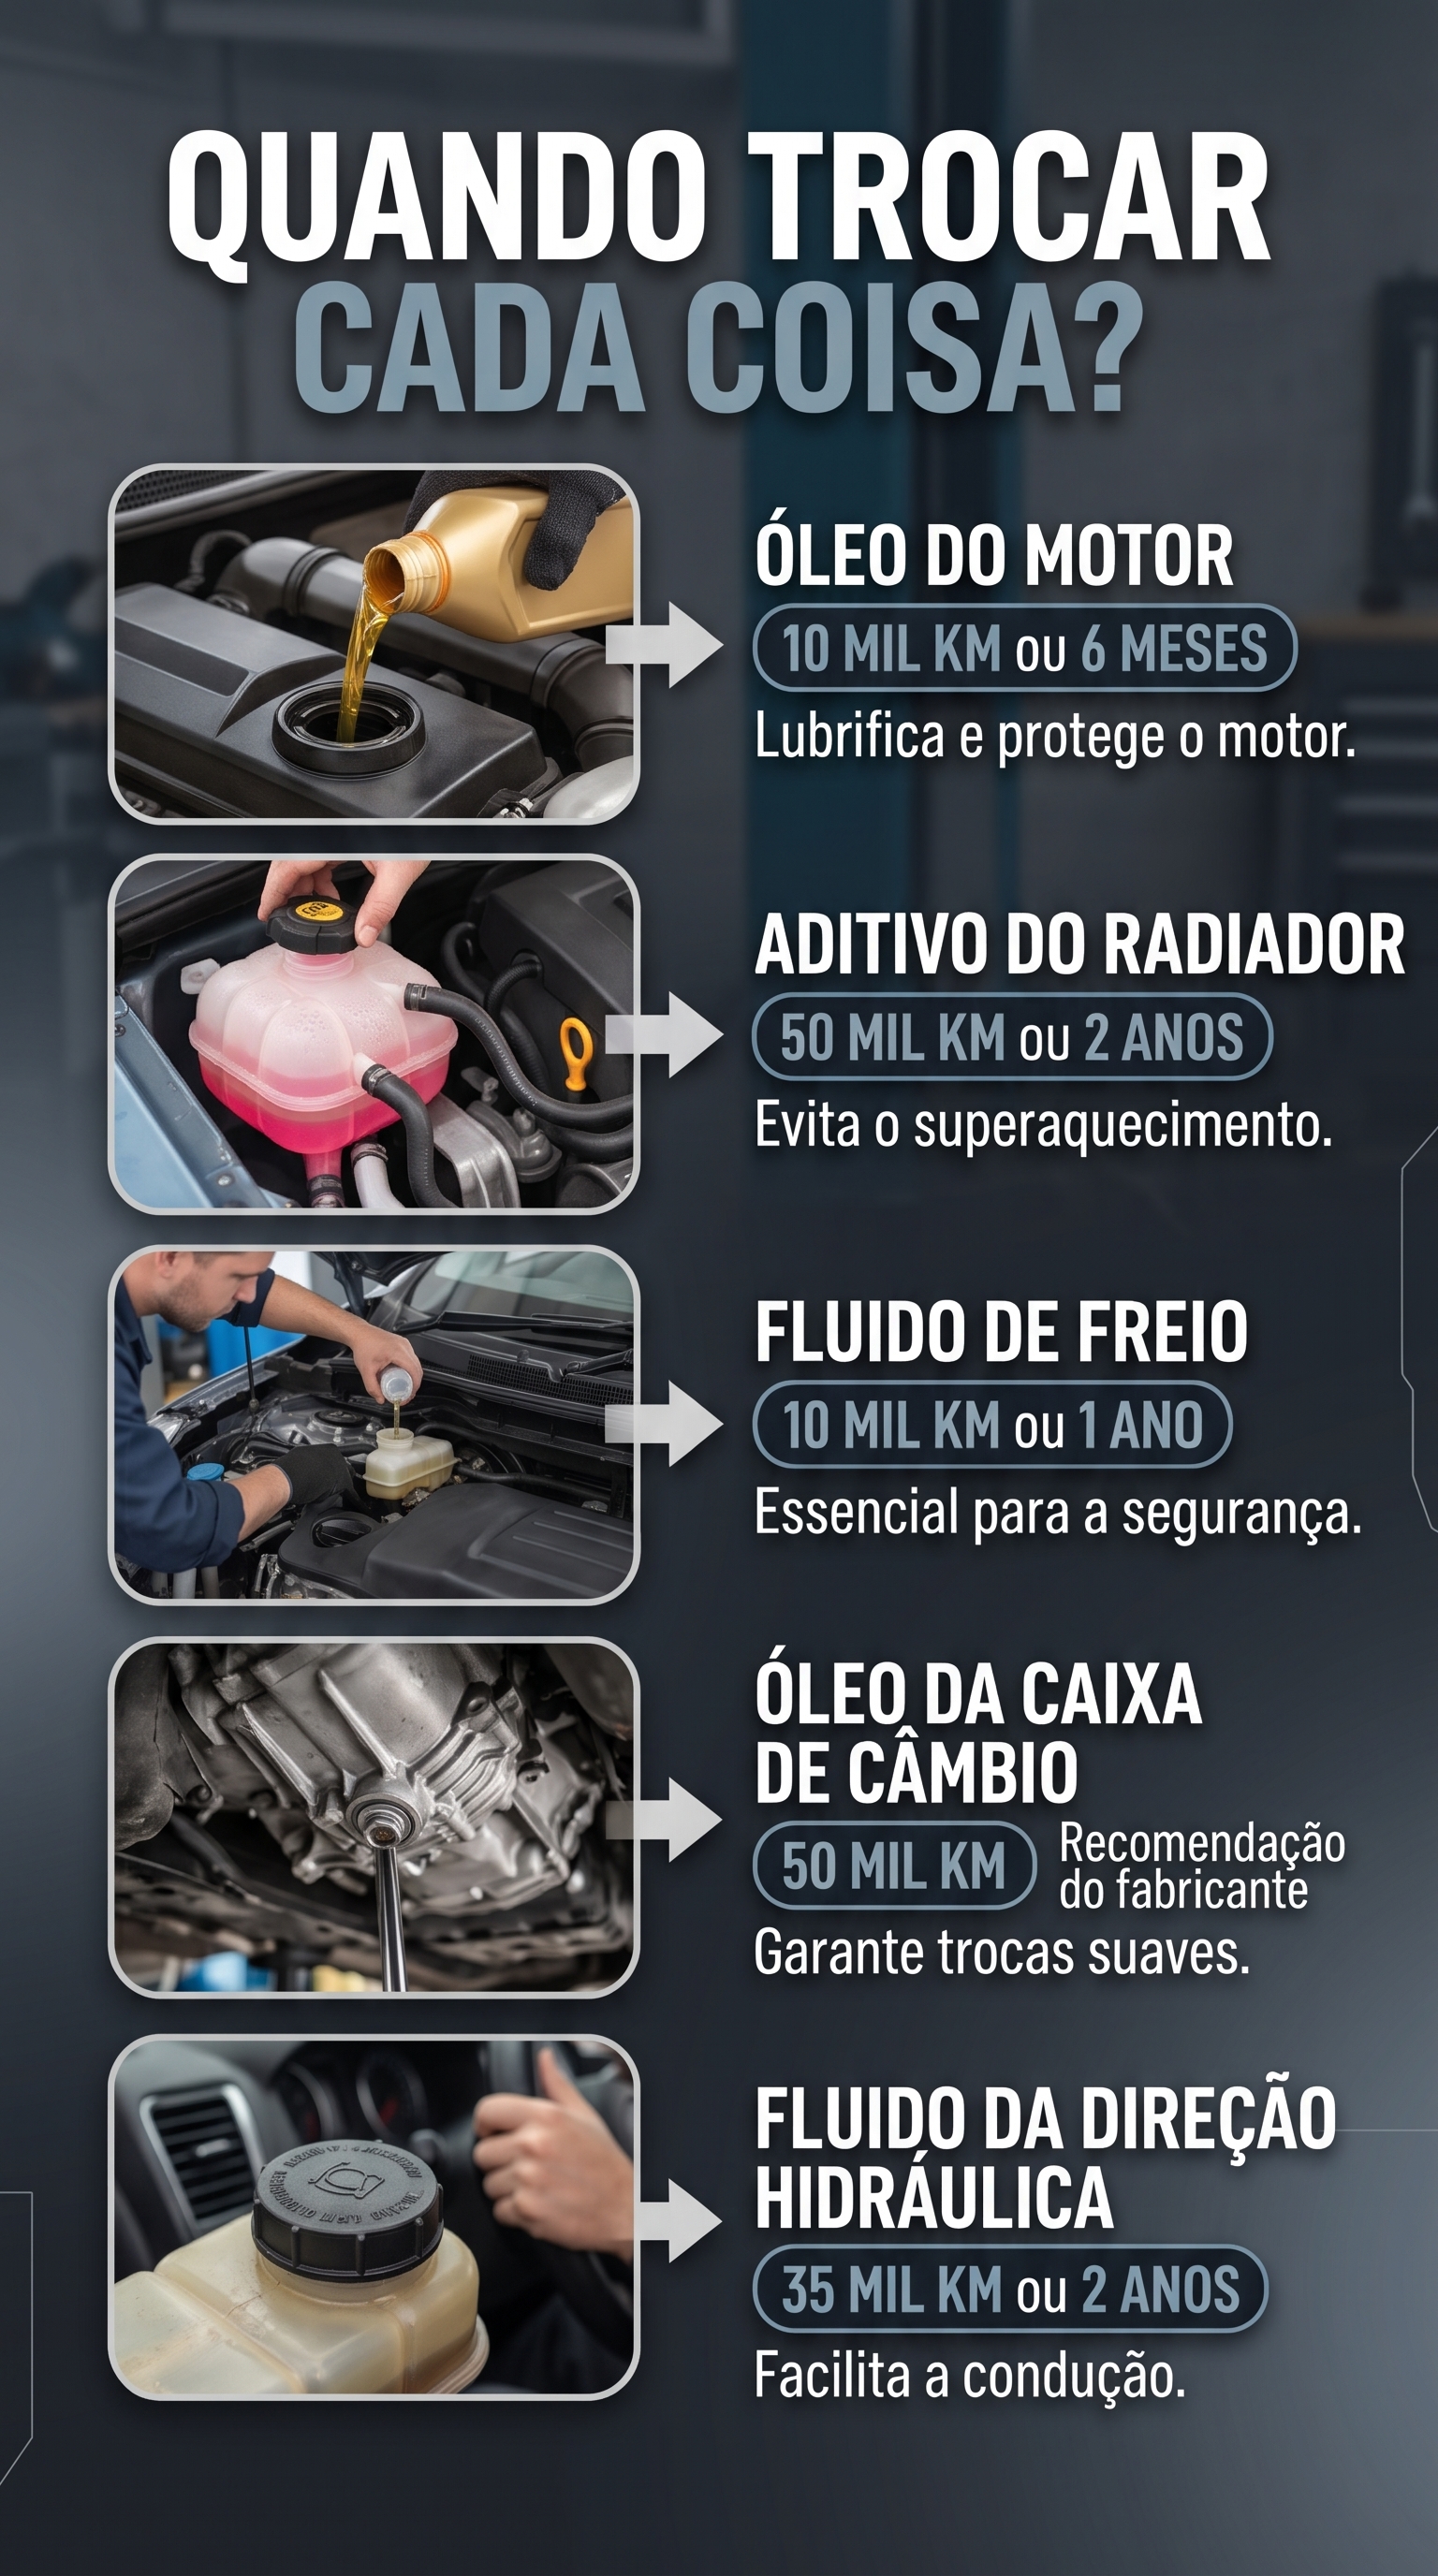 QUANDO TROCAR
CADA COISA?
ÓLEO DO MOTOR
10 MIL KM ou 6 MESES
Lubrifica e protege o motor.
ADITIVO DO RADIADOR
50 MIL KM ou 2 ANOS
Evita o superaquecimento.
FLUIDO DE FREIO
10 MIL KM ou 1 ANO
Essencial para a segurança.
ÓLEO DA CAIXA
DE CÂMBIO
50 MIL KM
Recomendação
do fabricante
Garante trocas suaves.
FLUIDO DA DIREÇÃO
HIDRÁULICA
35 MIL KM ou 2 ANOS
Facilita a condução.